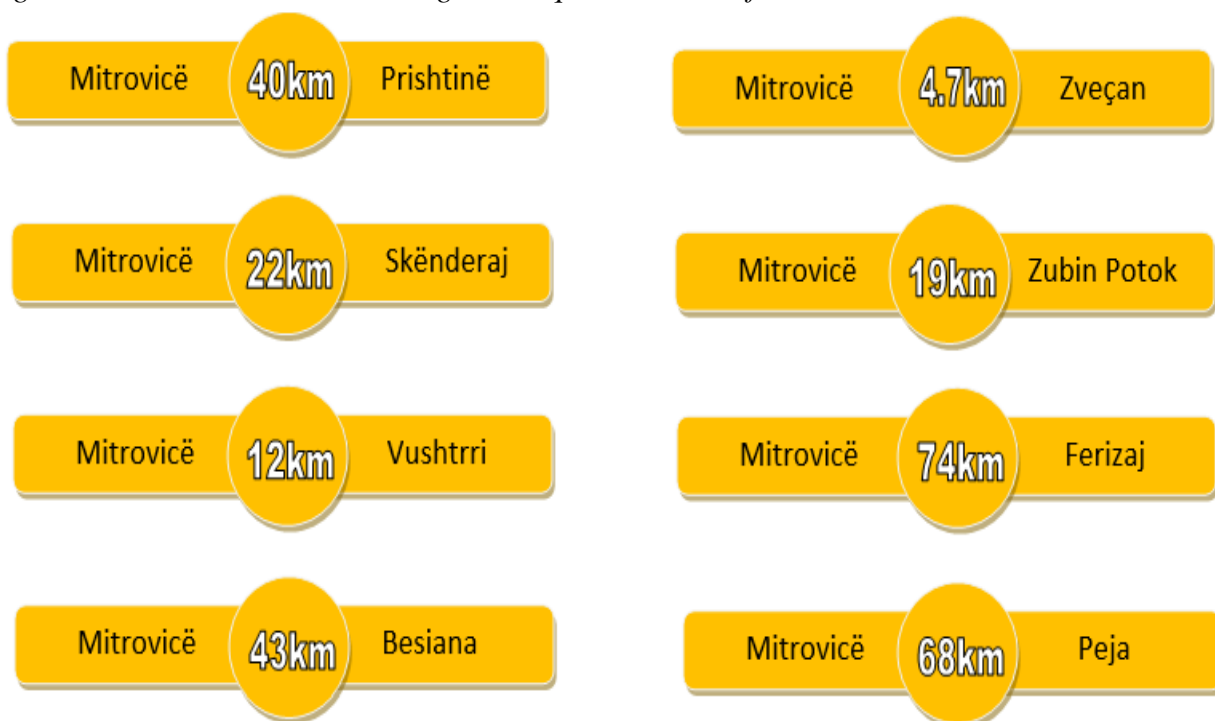 Mitrovicë 40km Prishtinë
Mitrovicë 4.7km Zveçan
Mitrovicë 22km Skënderaj
Mitrovicë 19km Zubin Potok
Mitrovicë 12km Vushtrri
Mitrovicë 74km Ferizaj
Mitrovicë 43km Besiana
Mitrovicë 68km Peja